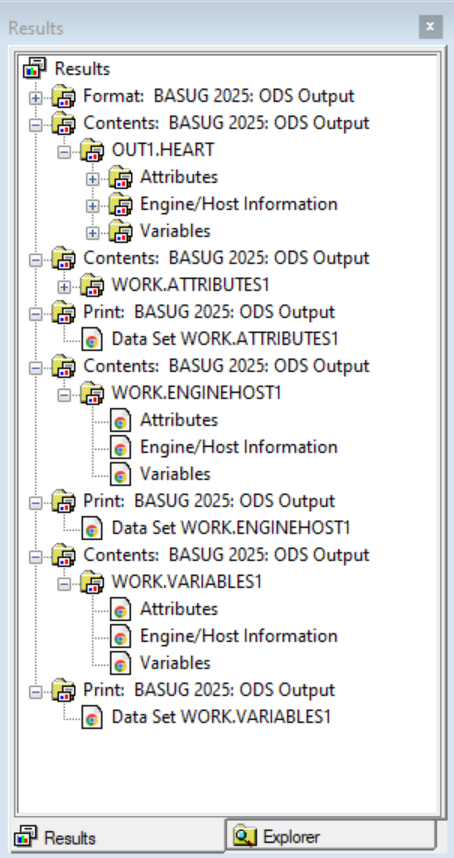 Results
x
Results
Format: BASUG 2025: ODS Output
Contents: BASUG 2025: ODS Output
OUT1.HEART
Attributes
Engine/Host Information
Variables
Contents: BASUG 2025: ODS Output
WORK.ATTRIBUTES1
Print: BASUG 2025: ODS Output
Data Set WORK.ATTRIBUTES1
Contents: BASUG 2025: ODS Output
WORK.ENGINEHOST1
Attributes
Engine/Host Information
Variables
Print: BASUG 2025: ODS Output
Data Set WORK.ENGINEHOST1
Contents: BASUG 2025: ODS Output
WORK.VARIABLES1
Attributes
Engine/Host Information
Variables
Print: BASUG 2025: ODS Output
Data Set WORK.VARIABLES1
Results Explorer